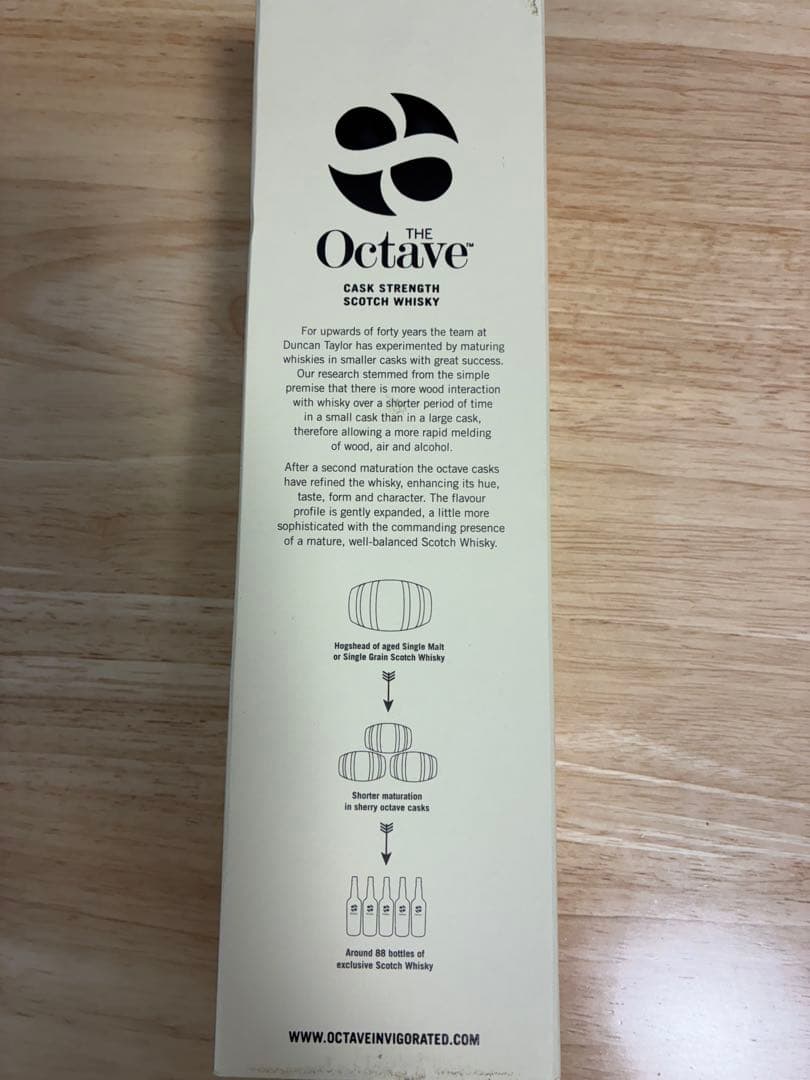 THE
Octave™
CASK STRENGTH
SCOTCH WHISKY
For upwards of forty years the team at
Duncan Taylor has experimented by maturing
whiskies in smaller casks with great success.
Our research stemmed from the simple
premise that there is more wood interaction
with whisky over a shorter period of time
in a small cask than in a large cask,
therefore allowing a more rapid melding
of wood, air and alcohol.
After a second maturation the octave casks
have refined the whisky, enhancing its hue,
taste, form and character. The flavour
profile is gently expanded, a little more
sophisticated with the commanding presence
of a mature, well-balanced Scotch Whisky.
Hogshead of aged Single Malt
or Single Grain Scotch Whisky
Shorter maturation
in sherry octave casks
Around 88 bottles of
exclusive Scotch Whisky
WWW.OCTAVEINVIGORATED.COM